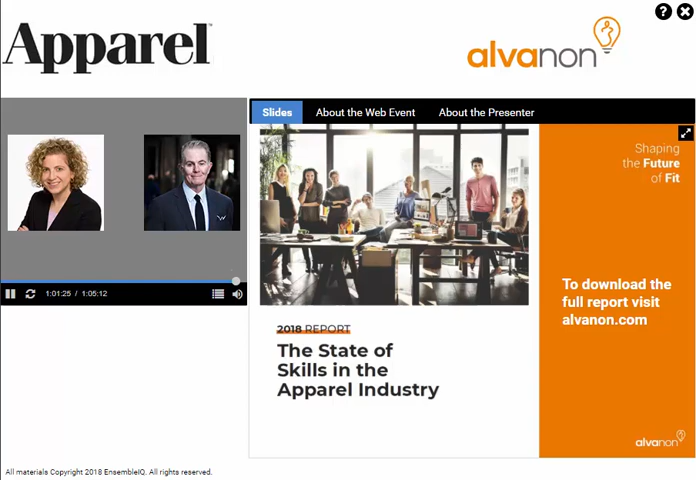 Apparel
alvanon
Slides
About the Web Event
About the Presenter
Shaping
the Future
of Fit
To download the
full report visit
alvanon.com
1:01:25 / 1:05:12
2018 REPORT
The State of
Skills in the
Apparel Industry
alvanon
All materials Copyright 2018 EnsembleIQ. All rights reserved.